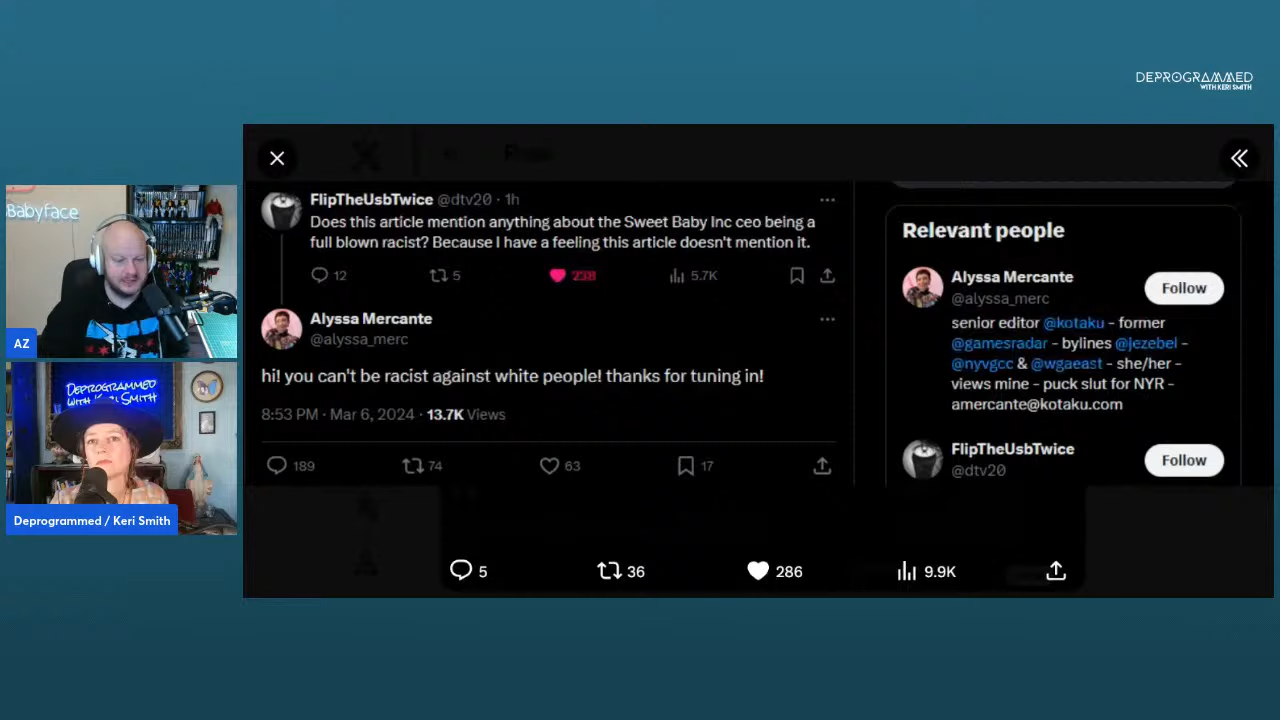 DEPROGRAMMED
WITH KERI SMITH
BabyFace
AZ
DEPROGRAMMED
WITH KERI SMITH
Deprogrammed / Keri Smith
FlipTheUsbTwice @dtv20 · 1h
Does this article mention anything about the Sweet Baby Inc ceo being a
full blown racist? Because I have a feeling this article doesn't mention it.
12 5 238 5.7K
Alyssa Mercante
@alyssa_merc
hi! you can't be racist against white people! thanks for tuning in!
8:53 PM · Mar 6, 2024 · 13.7K Views
189 74 63 17
Relevant people
Alyssa Mercante
@alyssa_merc
Follow
senior editor @kotaku - former
@gamesradar - bylines @jezebel -
@nyvgcc & @wgaeast - she/her -
views mine - puck slut for NYR -
amercante@kotaku.com
FlipTheUsbTwice
@dtv20
Follow
5 36 286 9.9K